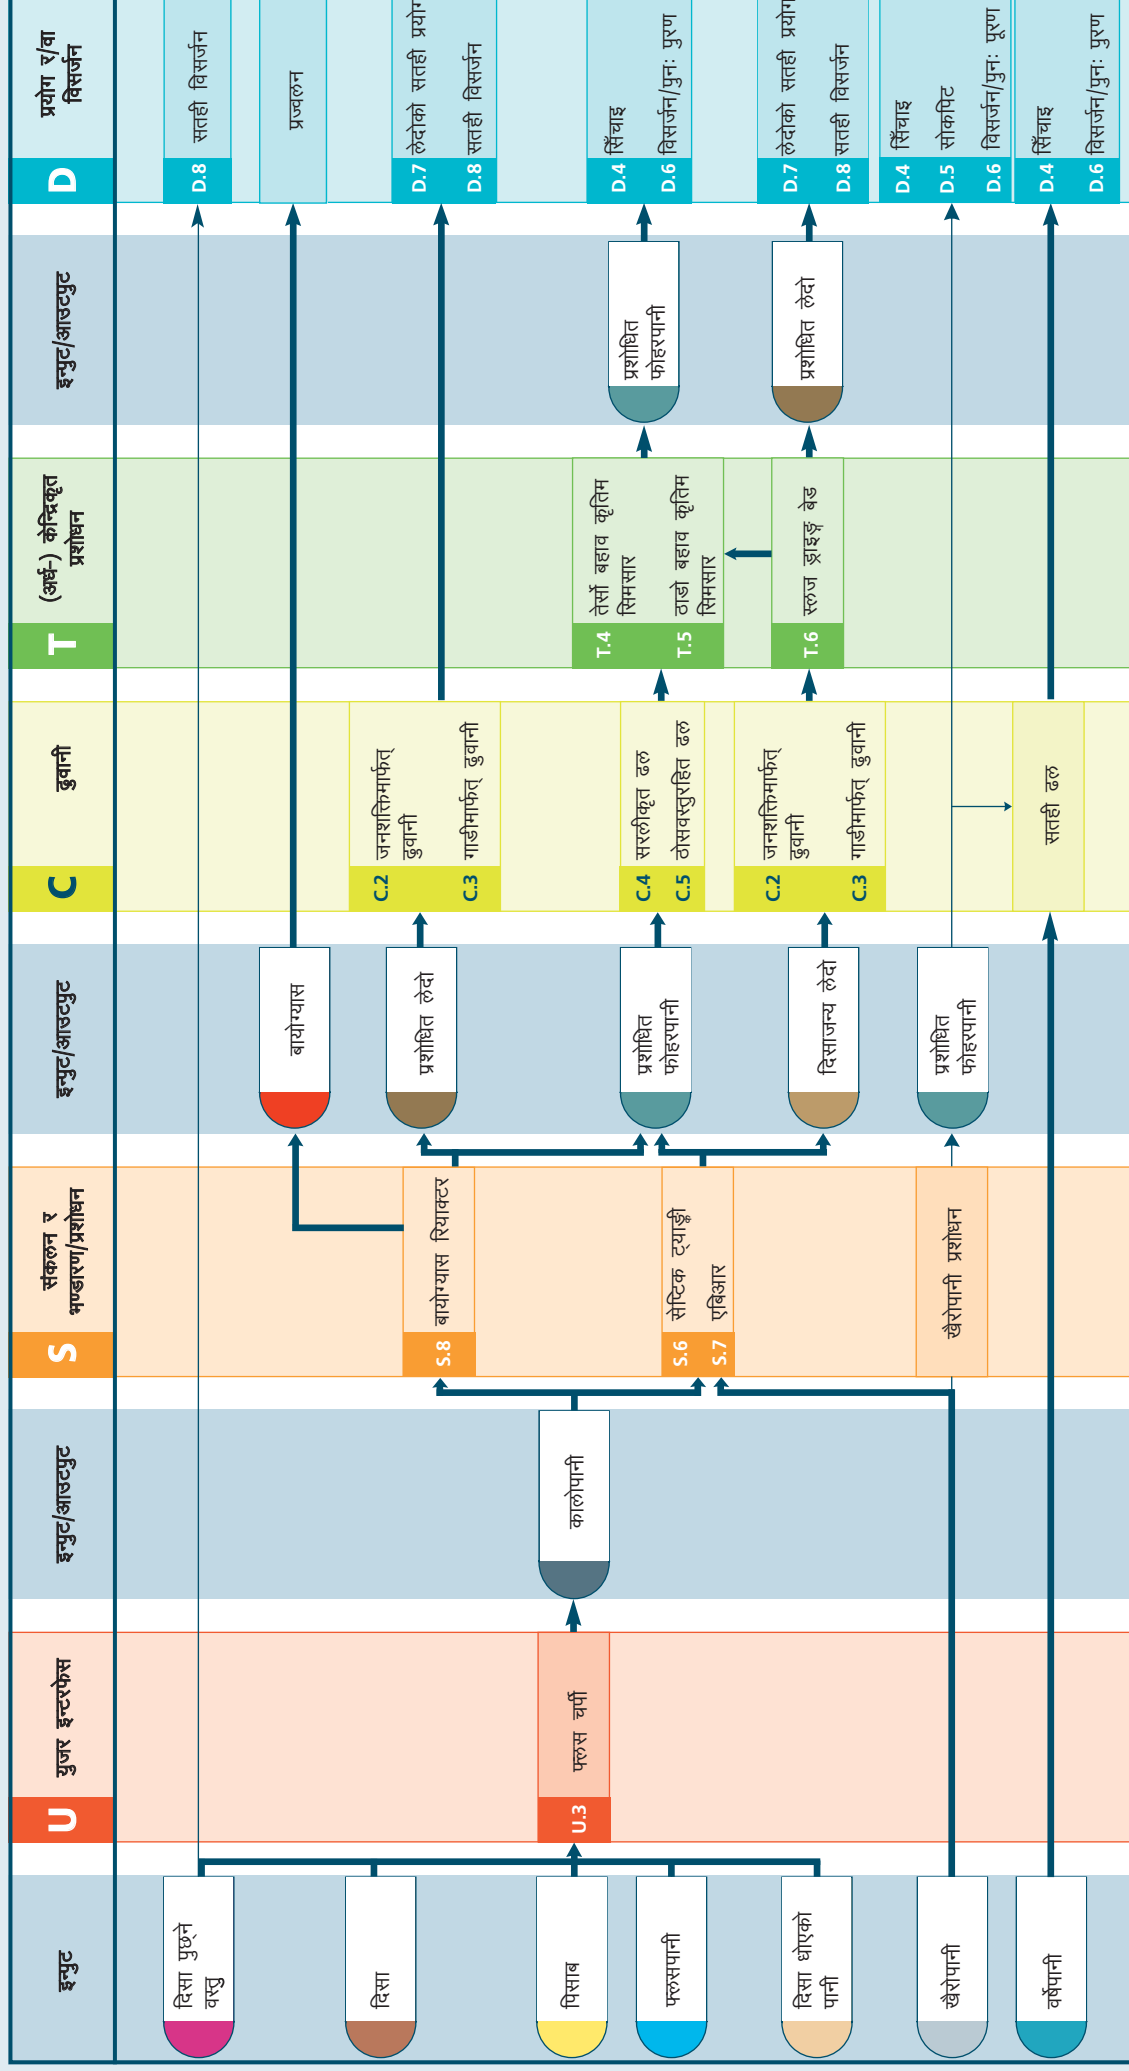 इन्पुट
U
युजर इन्टरफेस
इन्पुट/आउटपुट
S
संकलन र
भण्डारण/प्रशोधन
इन्पुट/आउटपुट
C
ढुवानी
T
(अर्ध-) केन्द्रिकृत
प्रशोधन
इन्पुट/आउटपुट
D
प्रयोग र/वा
विसर्जन
दिसा पुछ्ने
वस्तु
D.8
सतही विसर्जन
बायोग्यास
प्रज्वलन
दिसा
S.8
बायोग्यास रियाक्टर
प्रशोधित लेदो
C.2
जनशक्तिमार्फत्
ढुवानी
C.3
गाडीमार्फत् ढुवानी
D.7
लेदोको सतही प्रयोग
D.8
सतही विसर्जन
पिसाब
U.3
फ्लस चर्पी
कालोपानी
फ्लसपानी
S.6
सेप्टिक ट्याङ्की
S.7
एबिआर
प्रशोधित
फोहरपानी
C.4
सरलीकृत ढल
C.5
ठोसवस्तुरहित ढल
T.4
तेर्सो बहाव कृतिम
सिमसार
T.5
ठाडो बहाव कृतिम
सिमसार
प्रशोधित
फोहरपानी
D.4
सिँचाइ
D.6
विसर्जन/पुनः पुरण
दिसा धोएको
पानी
दिसाजन्य लेदो
C.2
जनशक्तिमार्फत्
ढुवानी
C.3
गाडीमार्फत् ढुवानी
T.6
स्लज ड्राइङ्ग बेड
प्रशोधित लेदो
D.7
लेदोको सतही प्रयोग
D.8
सतही विसर्जन
खैरोपानी
खैरोपानी प्रशोधन
प्रशोधित
फोहरपानी
D.4
सिँचाइ
D.5
सोकपिट
D.6
विसर्जन/पुनः पूरण
वर्षेपानी
सतही ढल
D.4
सिँचाइ
D.6
विसर्जन/पुनः पुरण